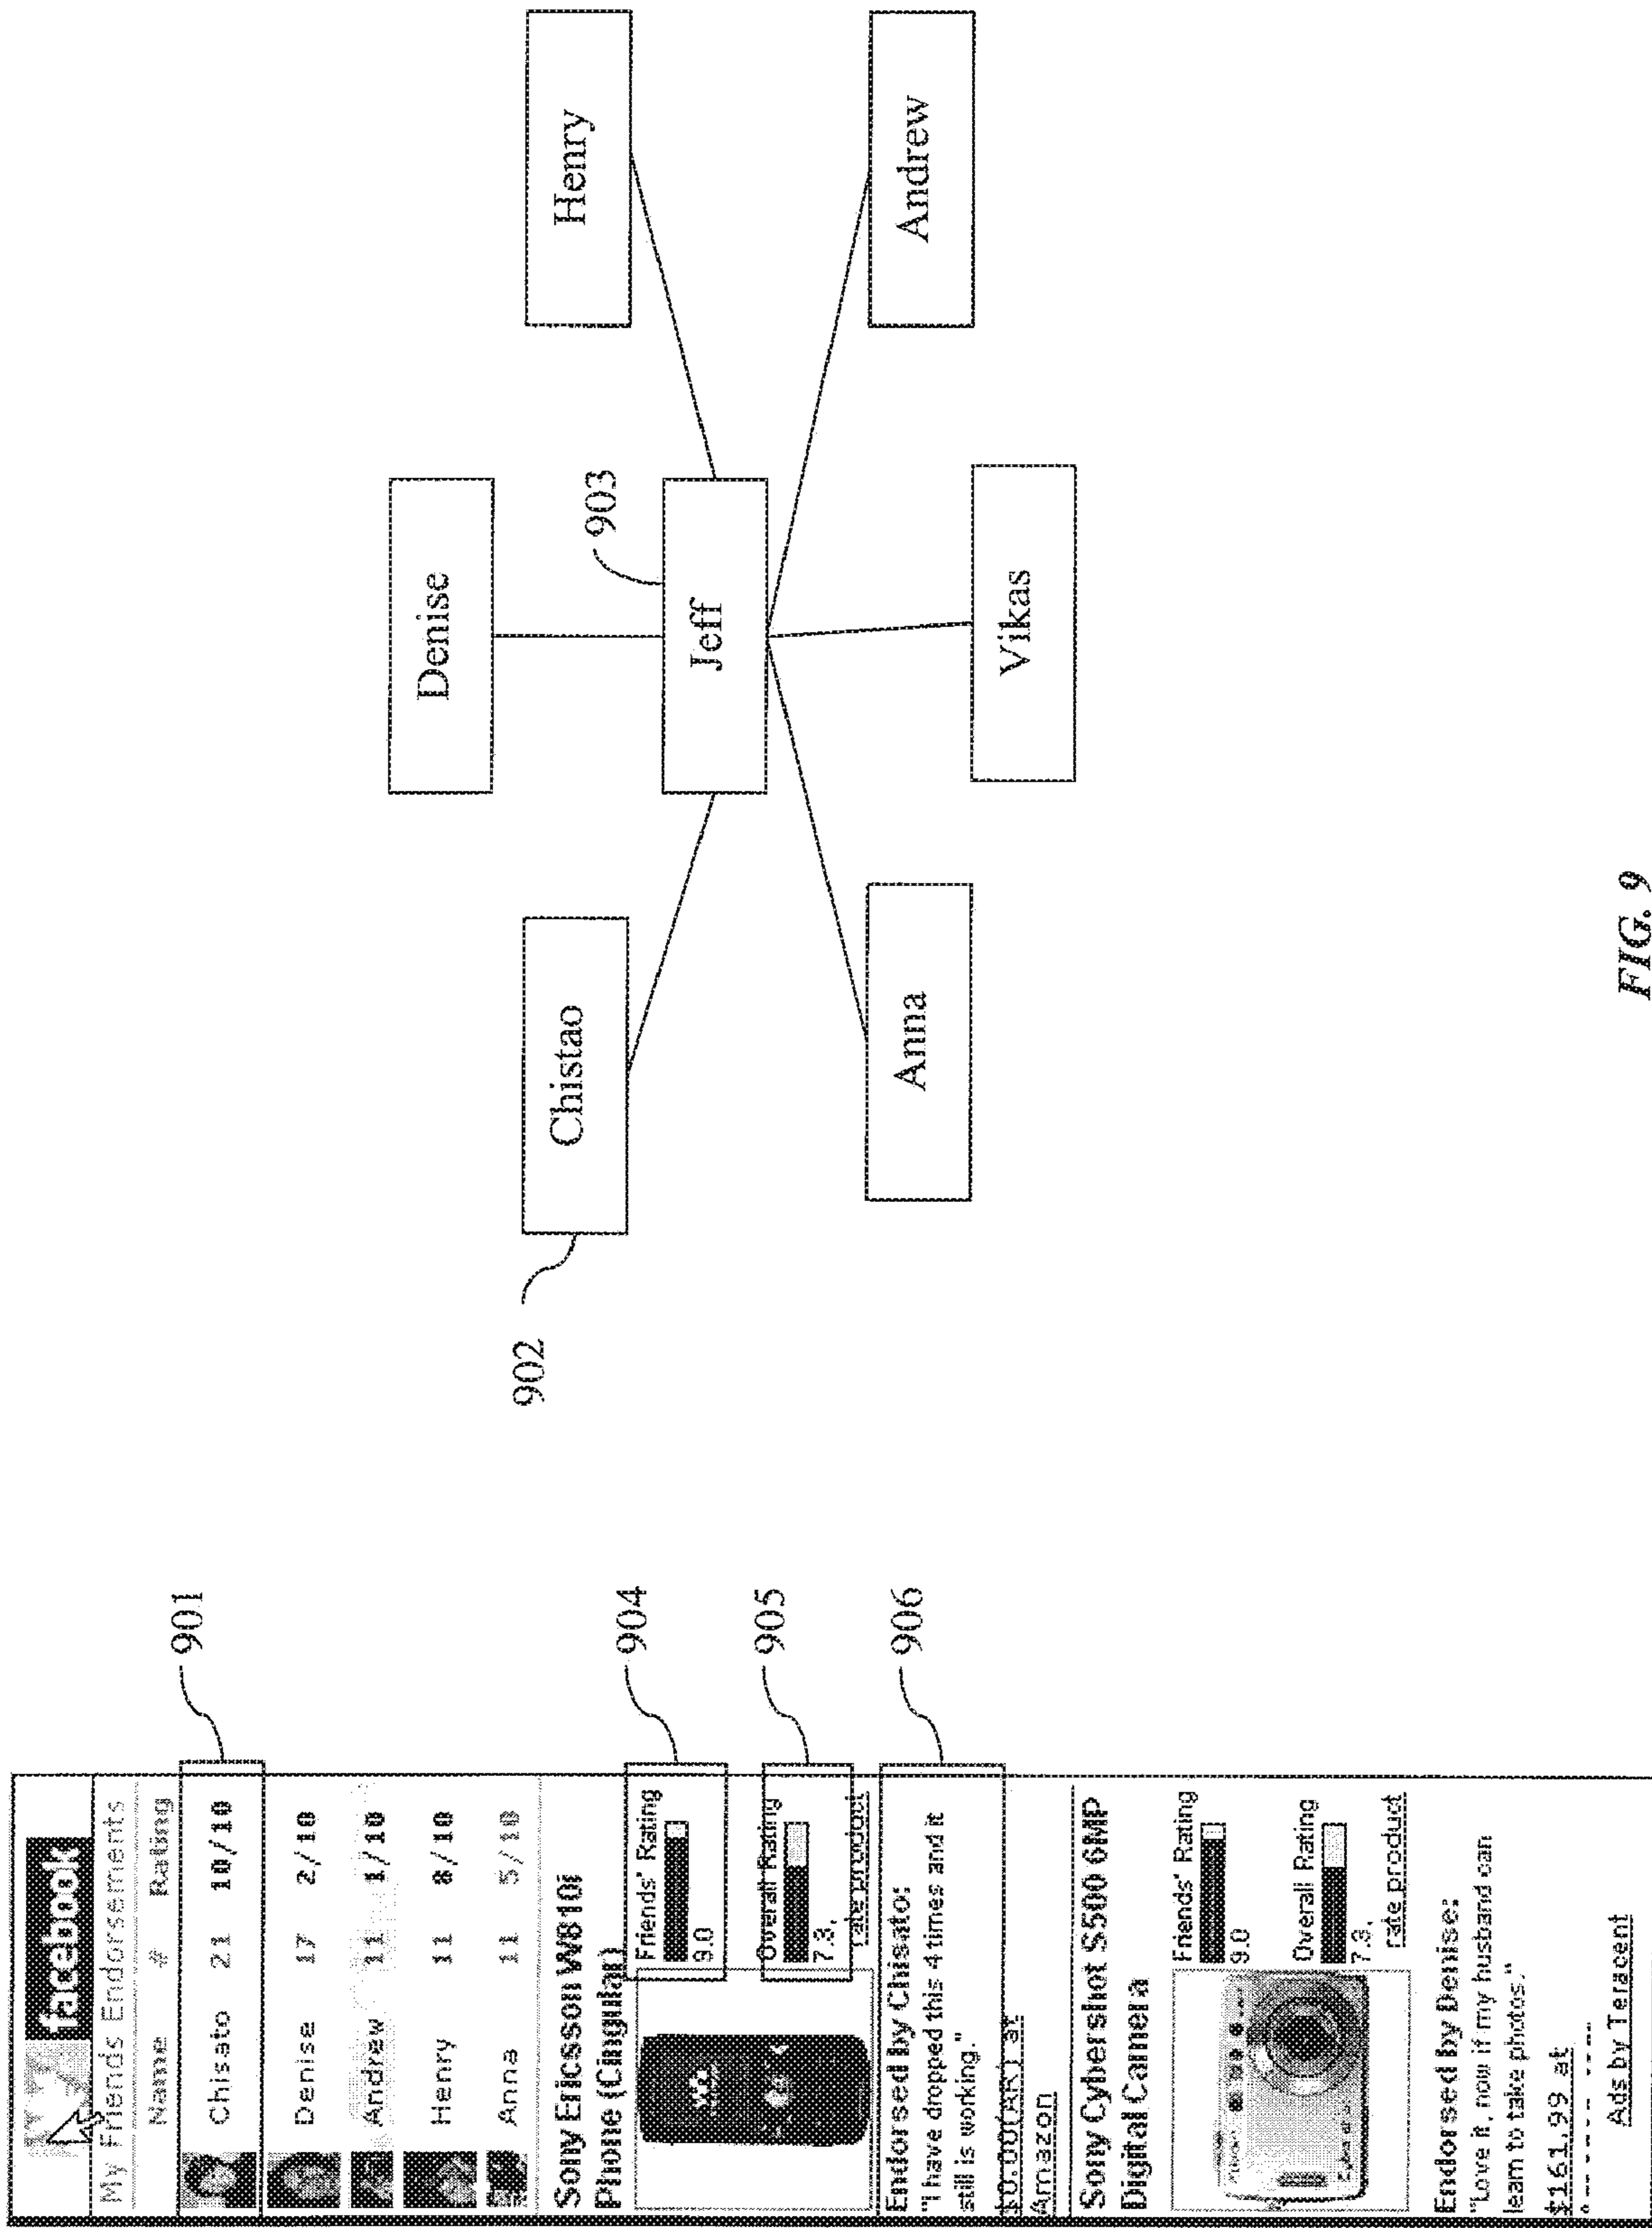 facebook
My Friends Endorsements
Name # Rating
Chisato 21 10/10
Denise 17 2/10
Andrew 11 1/10
Henry 11 8/10
Anna 11 5/10
Sony Ericsson W810i
Phone (Cingular)
Friends' Rating
9.0
Overall Rating
7.3.
rate product
Endorsed by Chisato:
"I have dropped this 4 times and it
still is working."
$0.00(AR) at
Amazon
Sony Cybershot S500 6MP
Digital Camera
Friends' Rating
9.0
Overall Rating
7.3.
rate product
Endorsed by Denise:
"Love it, now if my husband can
learn to take photos."
$161.99 at
Ads by Teracent
901
904
905
906
902
Chistao
Denise
Henry
903
Jeff
Anna
Vikas
Andrew
FIG. 9